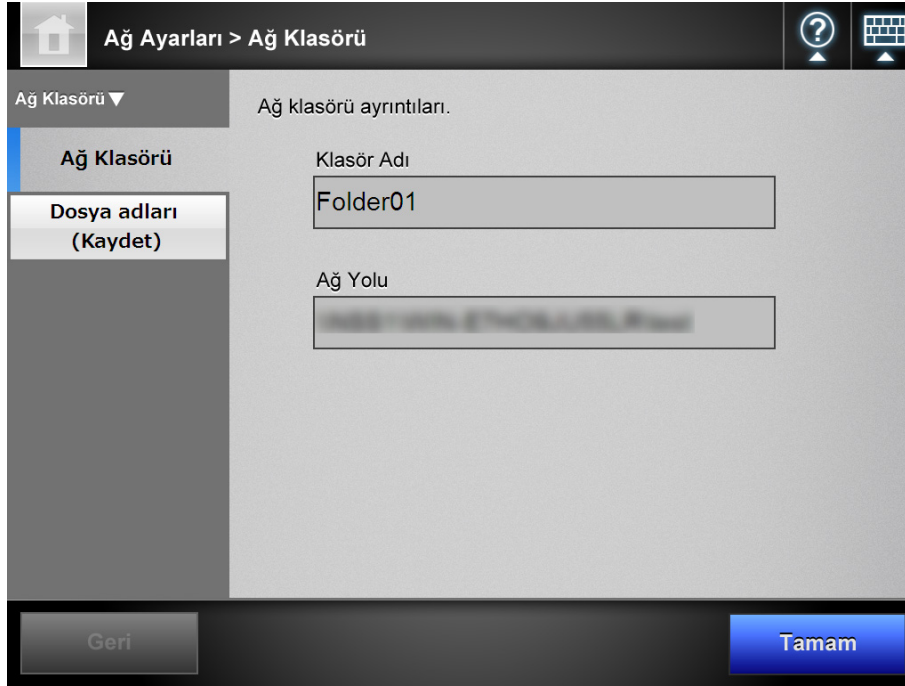 Ağ Ayarları > Ağ Klasörü
?
Ağ Klasörü▼
Ağ Klasörü
Dosya adları
(Kaydet)
Ağ klasörü ayrıntıları.
Klasör Adı
Folder01
Ağ Yolu
Geri
Tamam